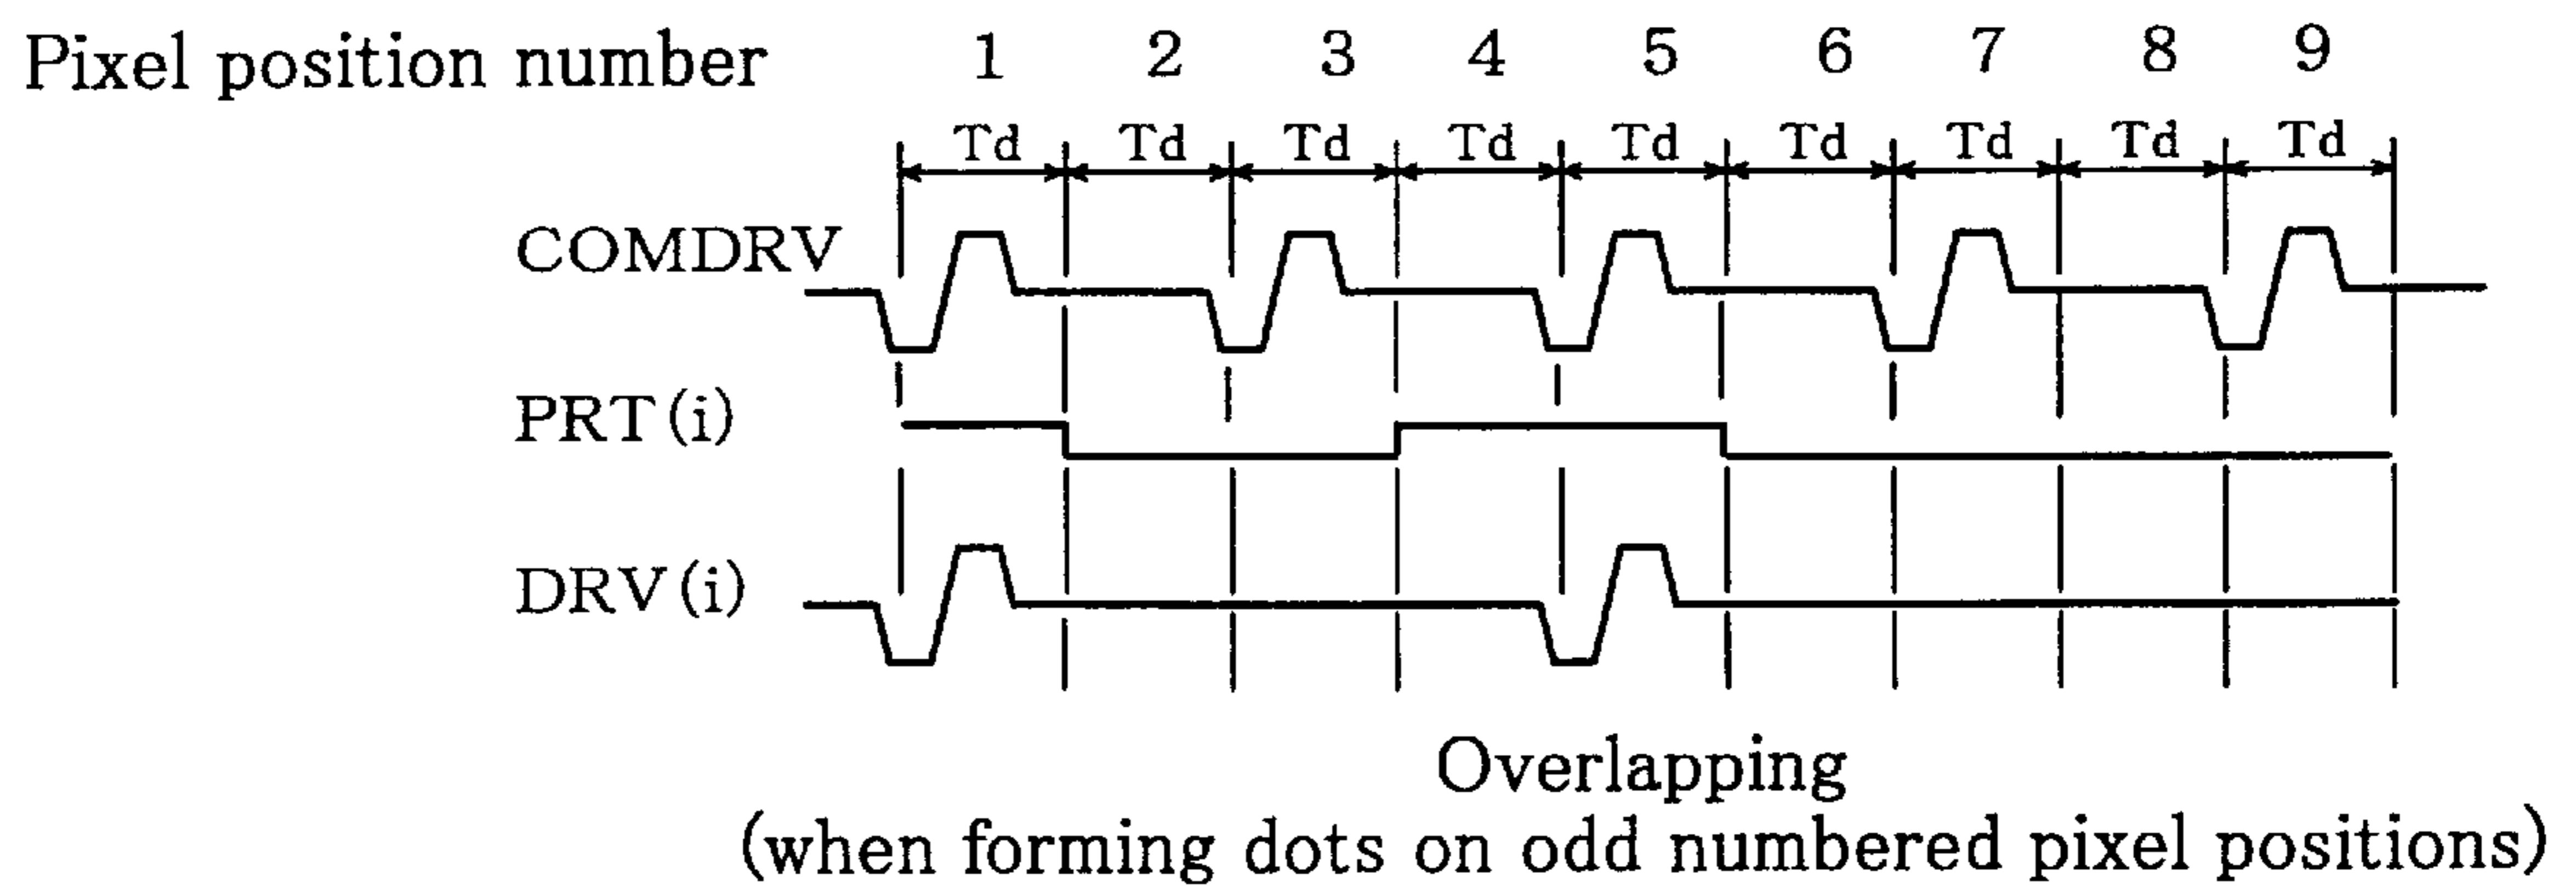 Pixel position number 1 2 3 4 5 6 7 8 9
Td Td Td Td Td Td Td Td Td
COMDRV
PRT(i)
DRV(i)
Overlapping
(when forming dots on odd numbered pixel positions)